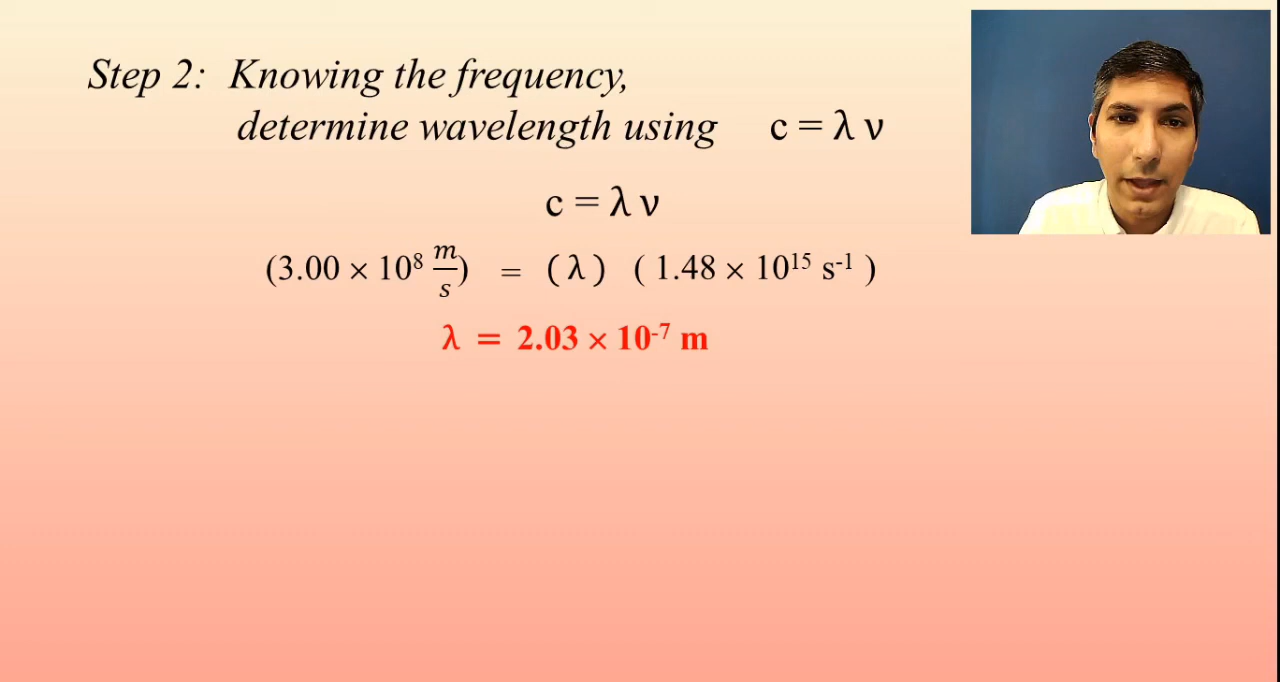 Step 2: Knowing the frequency,
determine wavelength using c = λ ν
c = λ ν
(3.00 × 10⁸ m/s) = (λ) ( 1.48 × 10¹⁵ s⁻¹ )
λ = 2.03 × 10⁻⁷ m